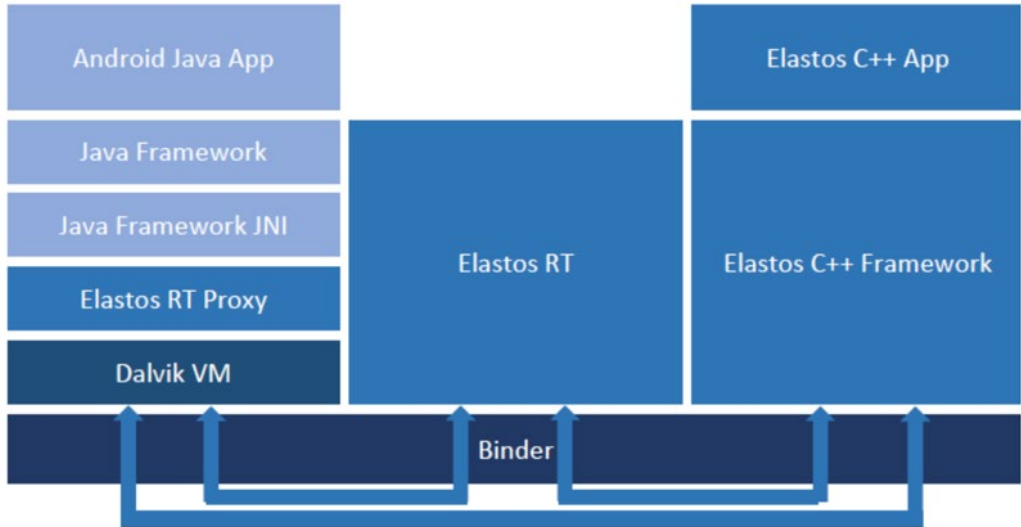 Android Java App
Elastos C++ App
Java Framework
Java Framework JNI
Elastos RT
Elastos C++ Framework
Elastos RT Proxy
Dalvik VM
Binder